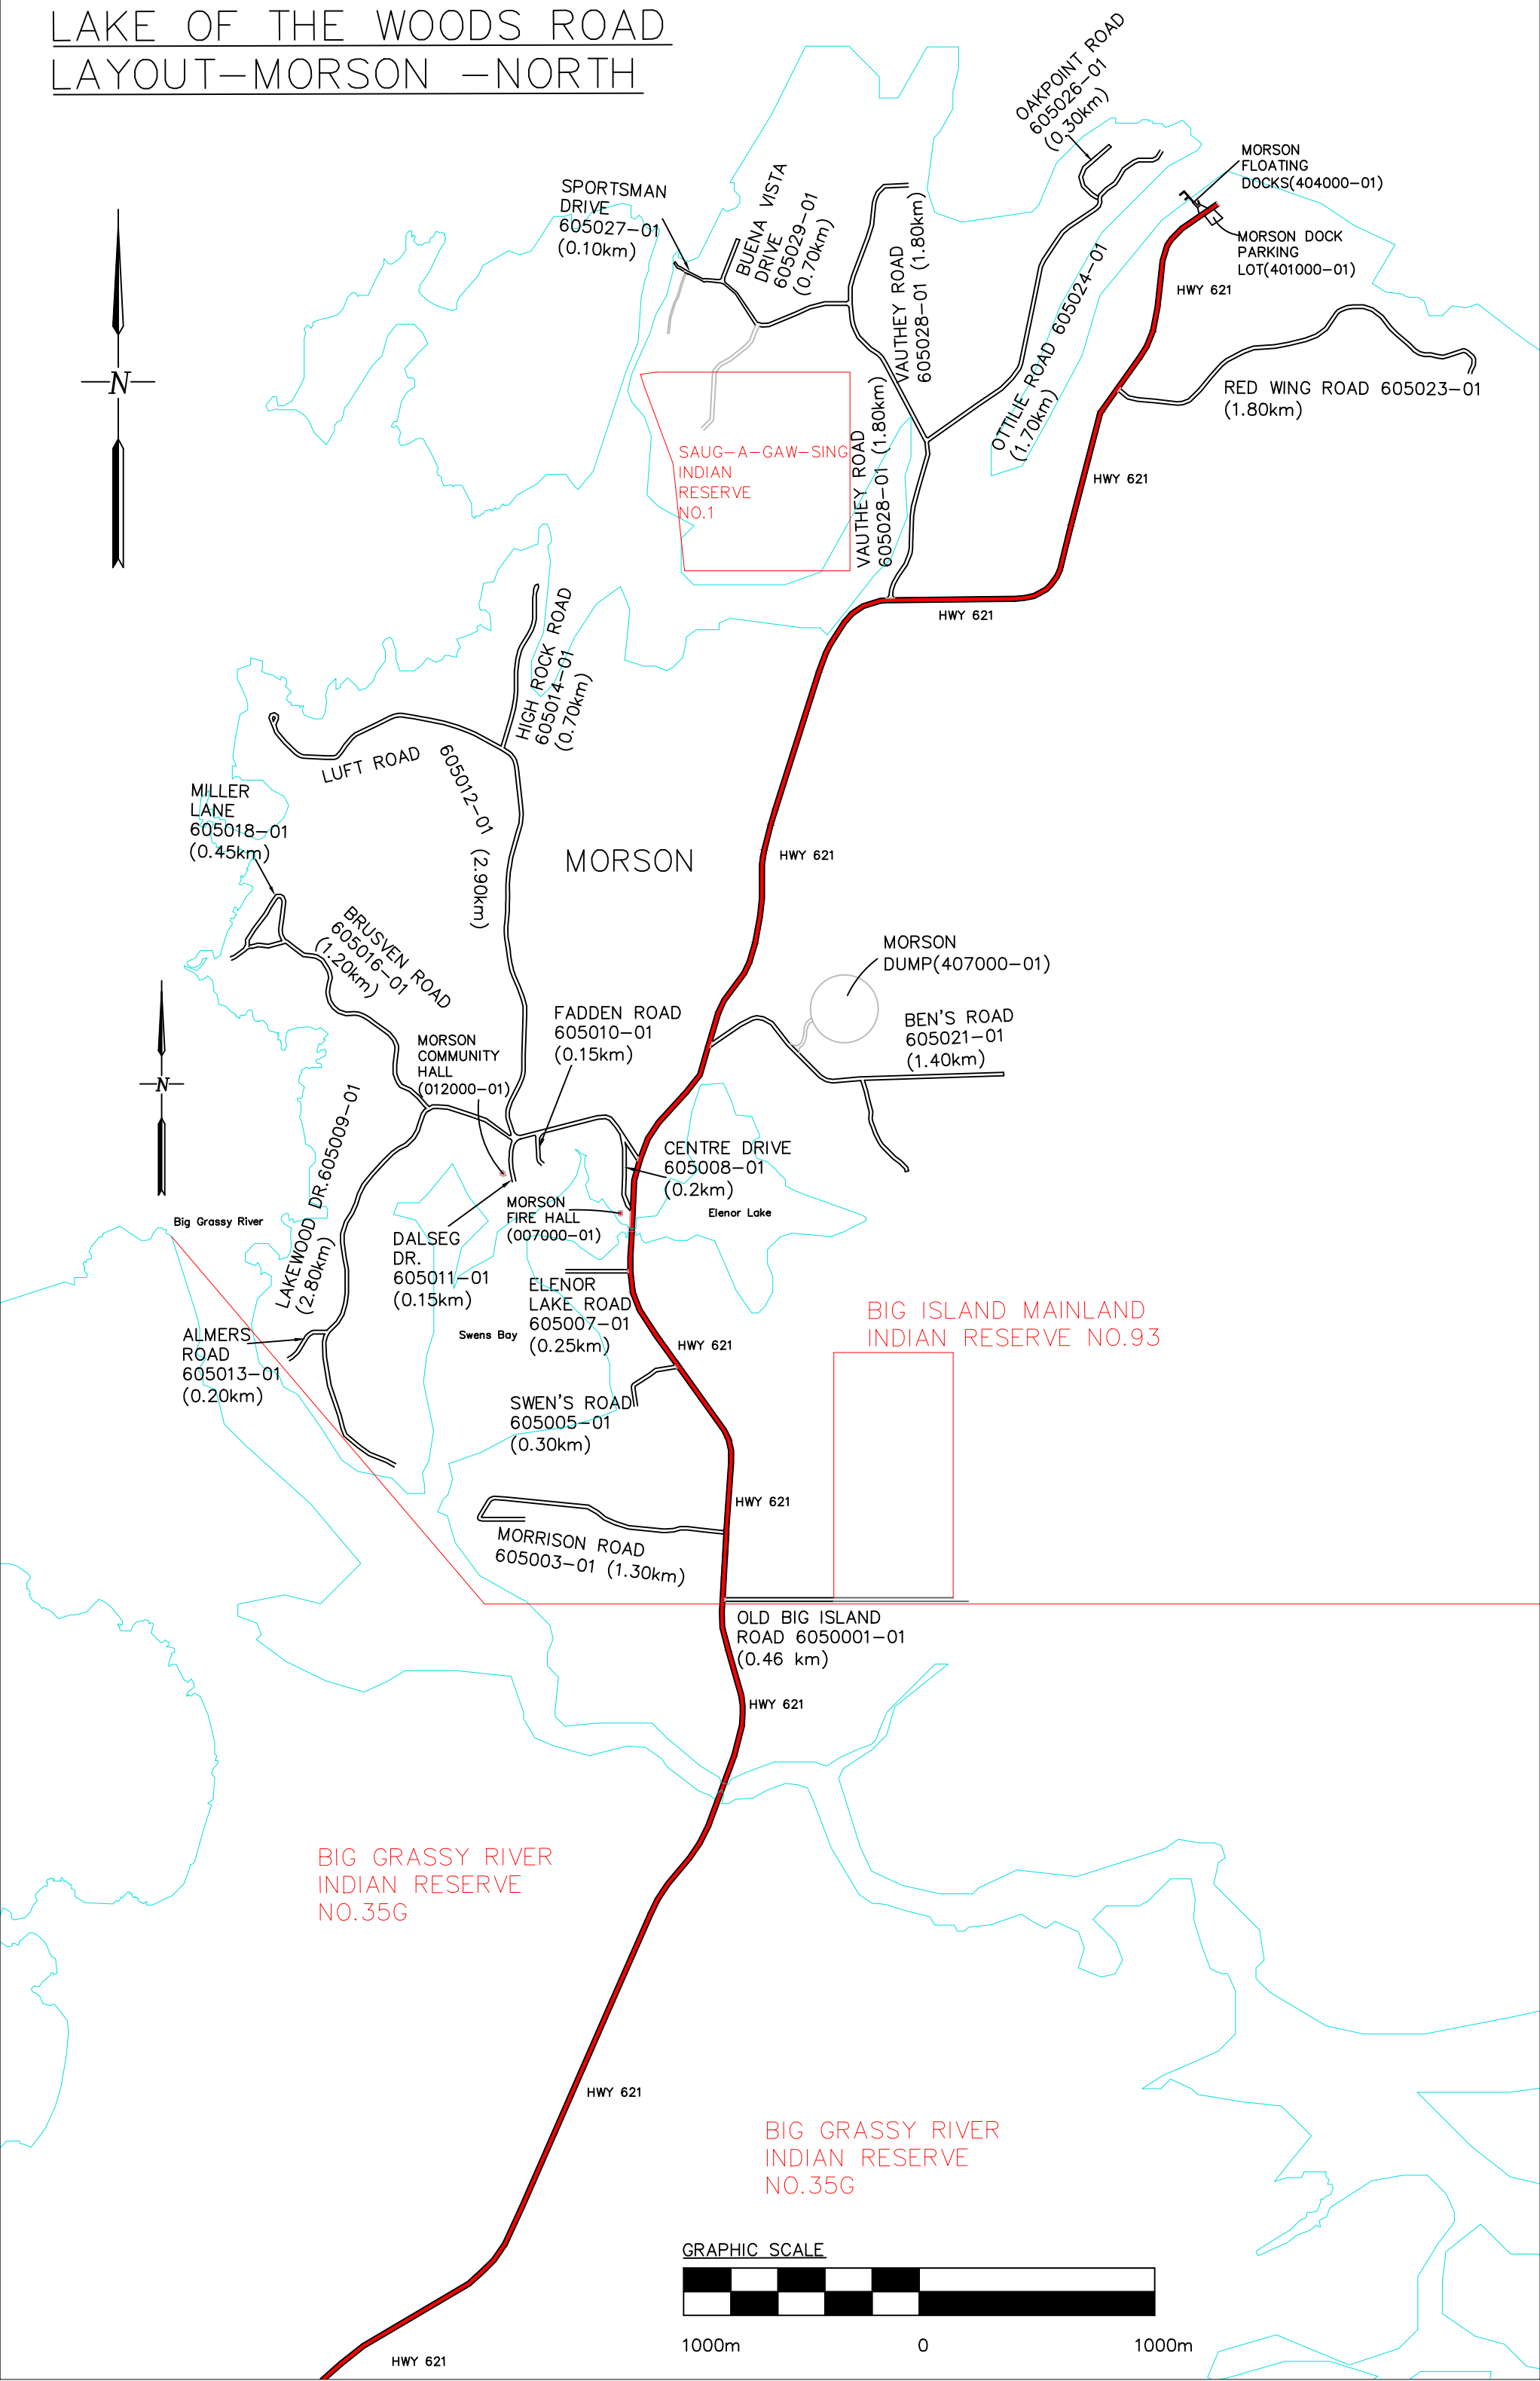 LAKE OF THE WOODS ROAD
LAYOUT-MORSON -NORTH
OAKPOINT ROAD
605026-01
(0.30km)
MORSON
FLOATING
DOCKS(404000-01)
SPORTSMAN
DRIVE
605027-01
(0.10km)
BUENA VISTA
DRIVE
605029-01
(0.70km)
VAUTHEY ROAD
605028-01 (1.80km)
MORSON DOCK
PARKING
LOT(401000-01)
HWY 621
OTTILIE ROAD 605024-01
(1.70km)
N
RED WING ROAD 605023-01
(1.80km)
VAUTHEY ROAD
605028-01 (1.80km)
SAUG-A-GAW-SING
INDIAN
RESERVE
NO.1
HWY 621
HWY 621
HIGH ROCK ROAD
605014-01
(0.70km)
LUFT ROAD
605012-01 (2.90km)
MILLER
LANE
605018-01
(0.45km)
MORSON
HWY 621
BRUSVEN ROAD
605016-01
(1.20km)
MORSON
DUMP(407000-01)
FADDEN ROAD
605010-01
(0.15km)
BEN'S ROAD
605021-01
(1.40km)
MORSON
COMMUNITY
HALL
(012000-01)
N
LAKEWOOD DR.605009-01
(2.80km)
CENTRE DRIVE
605008-01
(0.2km)
MORSON
FIRE HALL
(007000-01)
Elenor Lake
Big Grassy River
DALSEG
DR.
605011-01
(0.15km)
ELENOR
LAKE ROAD
605007-01
(0.25km)
BIG ISLAND MAINLAND
INDIAN RESERVE NO.93
ALMERS
ROAD
605013-01
(0.20km)
Swens Bay
HWY 621
SWEN'S ROAD
605005-01
(0.30km)
HWY 621
MORRISON ROAD
605003-01 (1.30km)
OLD BIG ISLAND
ROAD 6050001-01
(0.46 km)
HWY 621
BIG GRASSY RIVER
INDIAN RESERVE
NO.35G
HWY 621
BIG GRASSY RIVER
INDIAN RESERVE
NO.35G
GRAPHIC SCALE
1000m 0 1000m
HWY 621